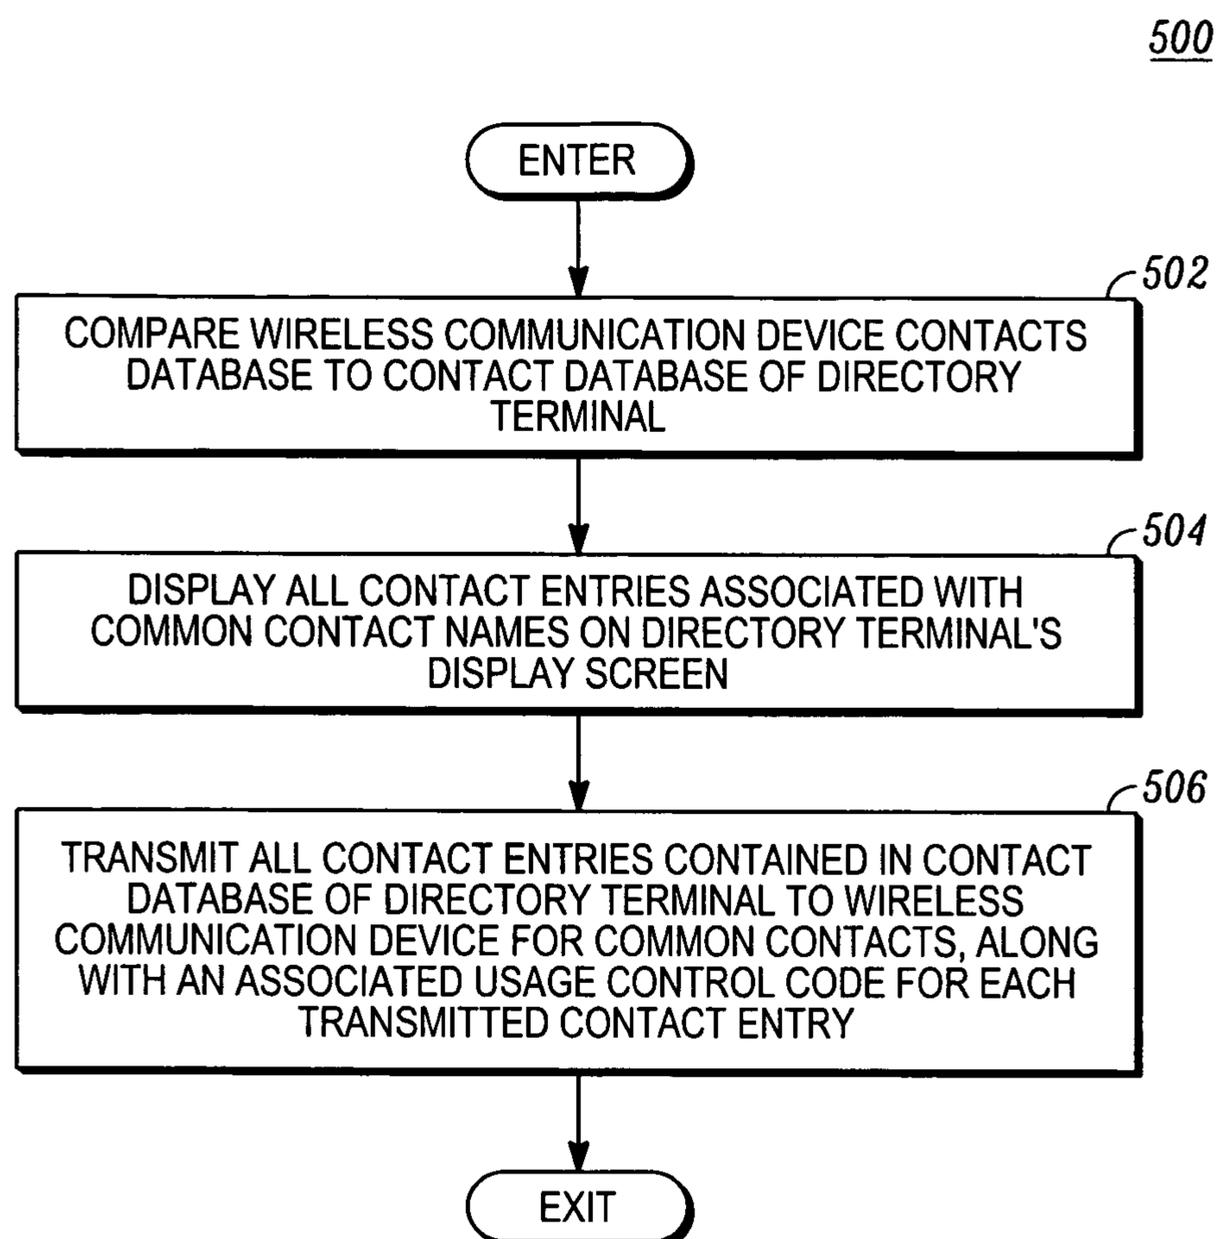 500
ENTER
502
COMPARE WIRELESS COMMUNICATION DEVICE CONTACTS
DATABASE TO CONTACT DATABASE OF DIRECTORY
TERMINAL
504
DISPLAY ALL CONTACT ENTRIES ASSOCIATED WITH
COMMON CONTACT NAMES ON DIRECTORY TERMINAL'S
DISPLAY SCREEN
506
TRANSMIT ALL CONTACT ENTRIES CONTAINED IN CONTACT
DATABASE OF DIRECTORY TERMINAL TO WIRELESS
COMMUNICATION DEVICE FOR COMMON CONTACTS, ALONG
WITH AN ASSOCIATED USAGE CONTROL CODE FOR EACH
TRANSMITTED CONTACT ENTRY
EXIT